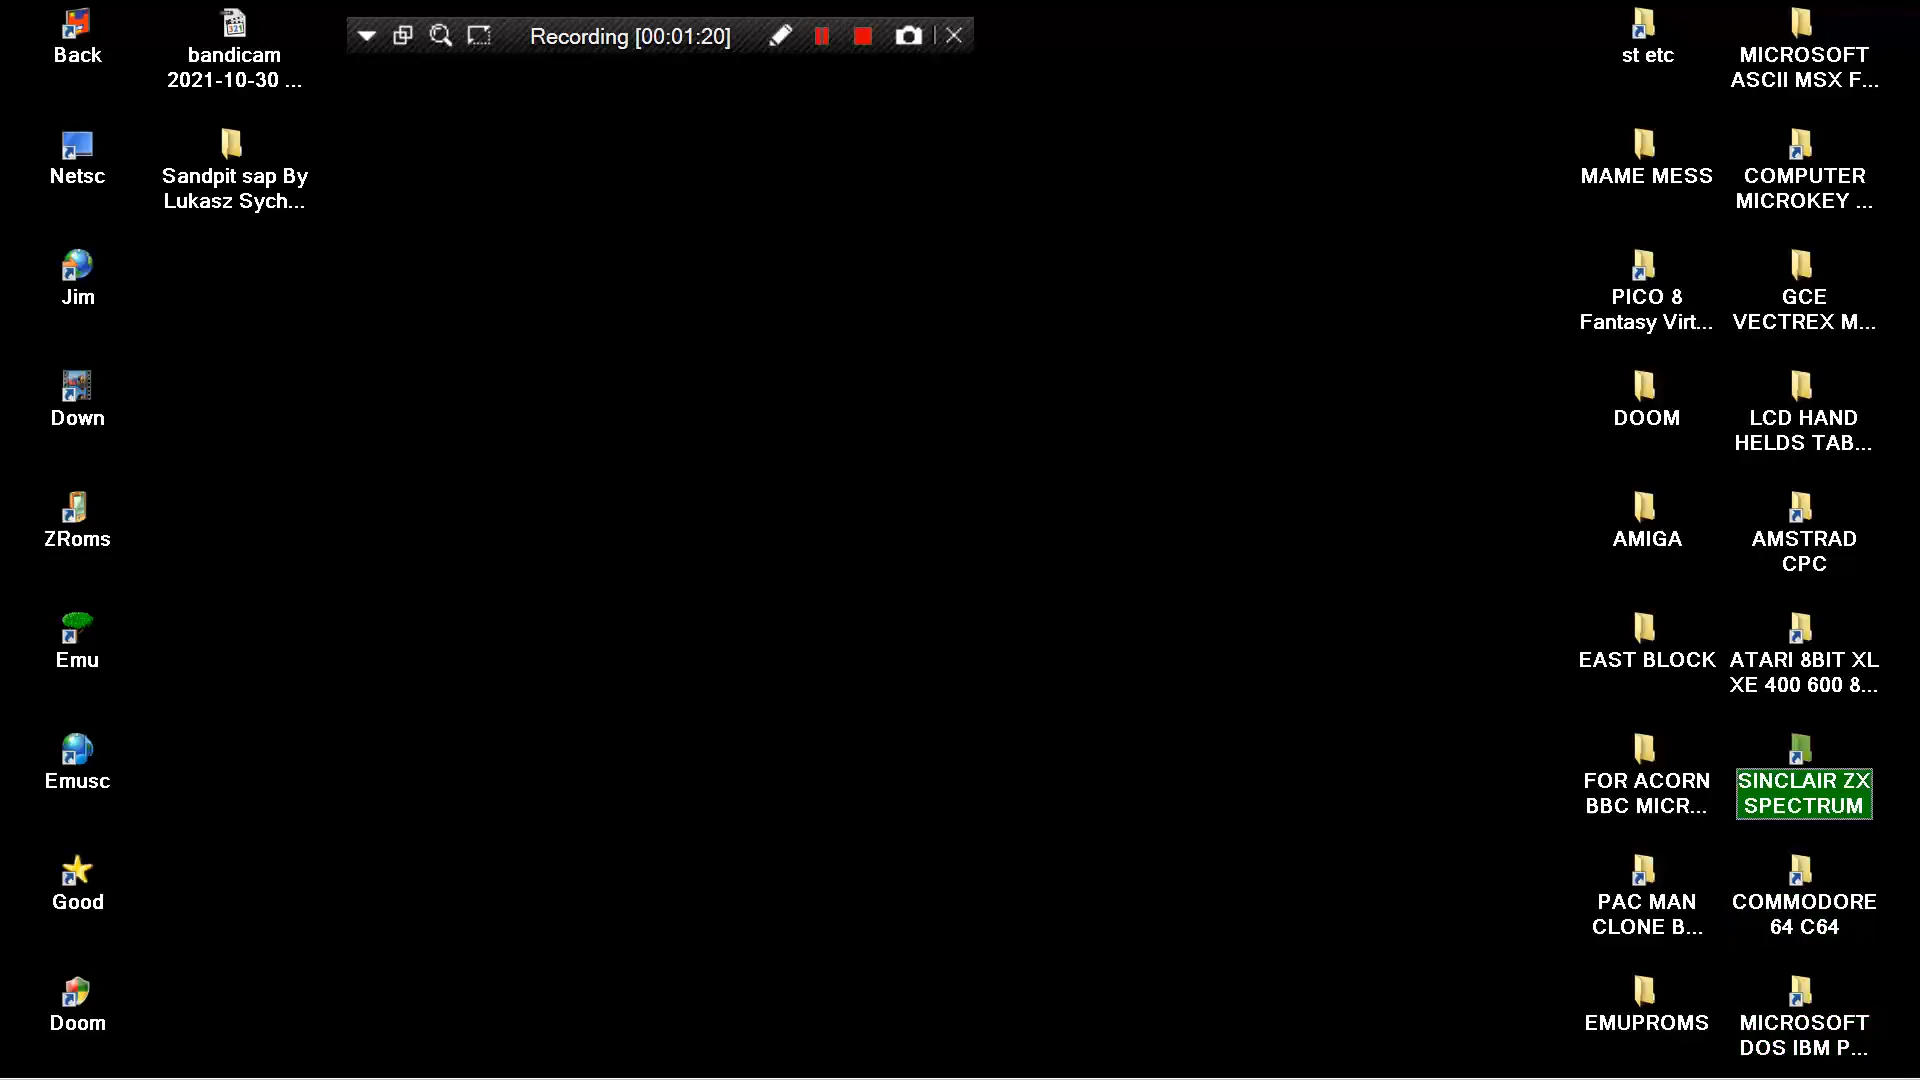 Recording [00:01:20]
Back
bandicam
2021-10-30 ...
Netsc
Sandpit sap By
Lukasz Sych...
Jim
Down
ZRoms
Emu
Emusc
Good
Doom
st etc
MICROSOFT
ASCII MSX F...
MAME MESS
COMPUTER
MICROKEY ...
PICO 8
Fantasy Virt...
GCE
VECTREX M...
DOOM
LCD HAND
HELDS TAB...
AMIGA
AMSTRAD
CPC
EAST BLOCK
ATARI 8BIT XL
XE 400 600 8...
FOR ACORN
BBC MICR...
SINCLAIR ZX
SPECTRUM
PAC MAN
CLONE B...
COMMODORE
64 C64
EMUPROMS
MICROSOFT
DOS IBM P...